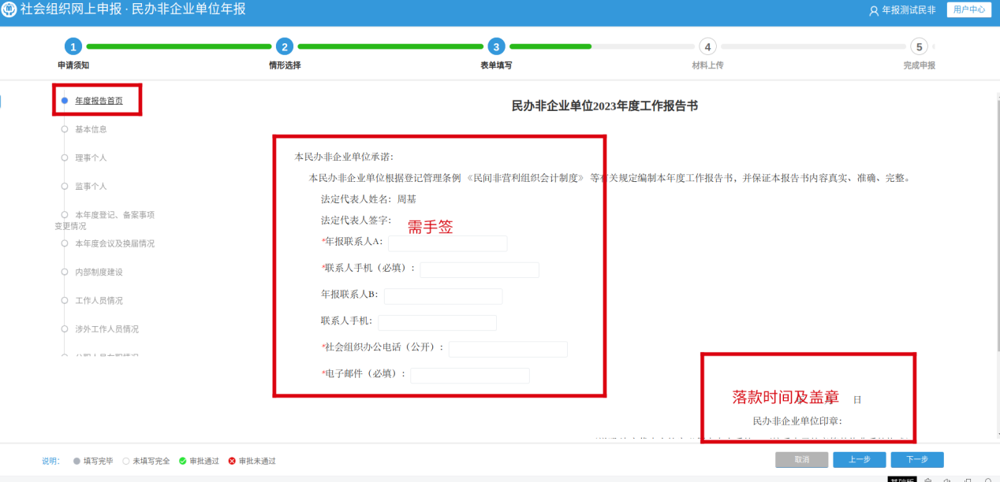 社会组织网上申报 · 民办非企业单位年报
年报测试民非 用户中心
1 2 3 4 5
申请须知 情形选择 表单填写 材料上传 完成申报
年度报告首页
基本信息
理事个人
监事个人
本年度登记、备案事项
变更情况
本年度会议及换届情况
内部制度建设
工作人员情况
涉外工作人员情况
民办非企业单位2023年度工作报告书
本民办非企业单位承诺：
本民办非企业单位根据登记管理条例《民间非营利组织会计制度》 等有关规定编制本年度工作报告书，并保证本报告书内容真实、准确、完整。
法定代表人姓名：周基
法定代表人签字：
需手签
*年报联系人A：
*联系人手机（必填）：
年报联系人B：
联系人手机：
*社会组织办公电话（公开）：
*电子邮件（必填）：
落款时间及盖章 日
民办非企业单位印章：
说明： 填写完毕 未填写完全 审批通过 审批未通过
取消 上一步 下一步